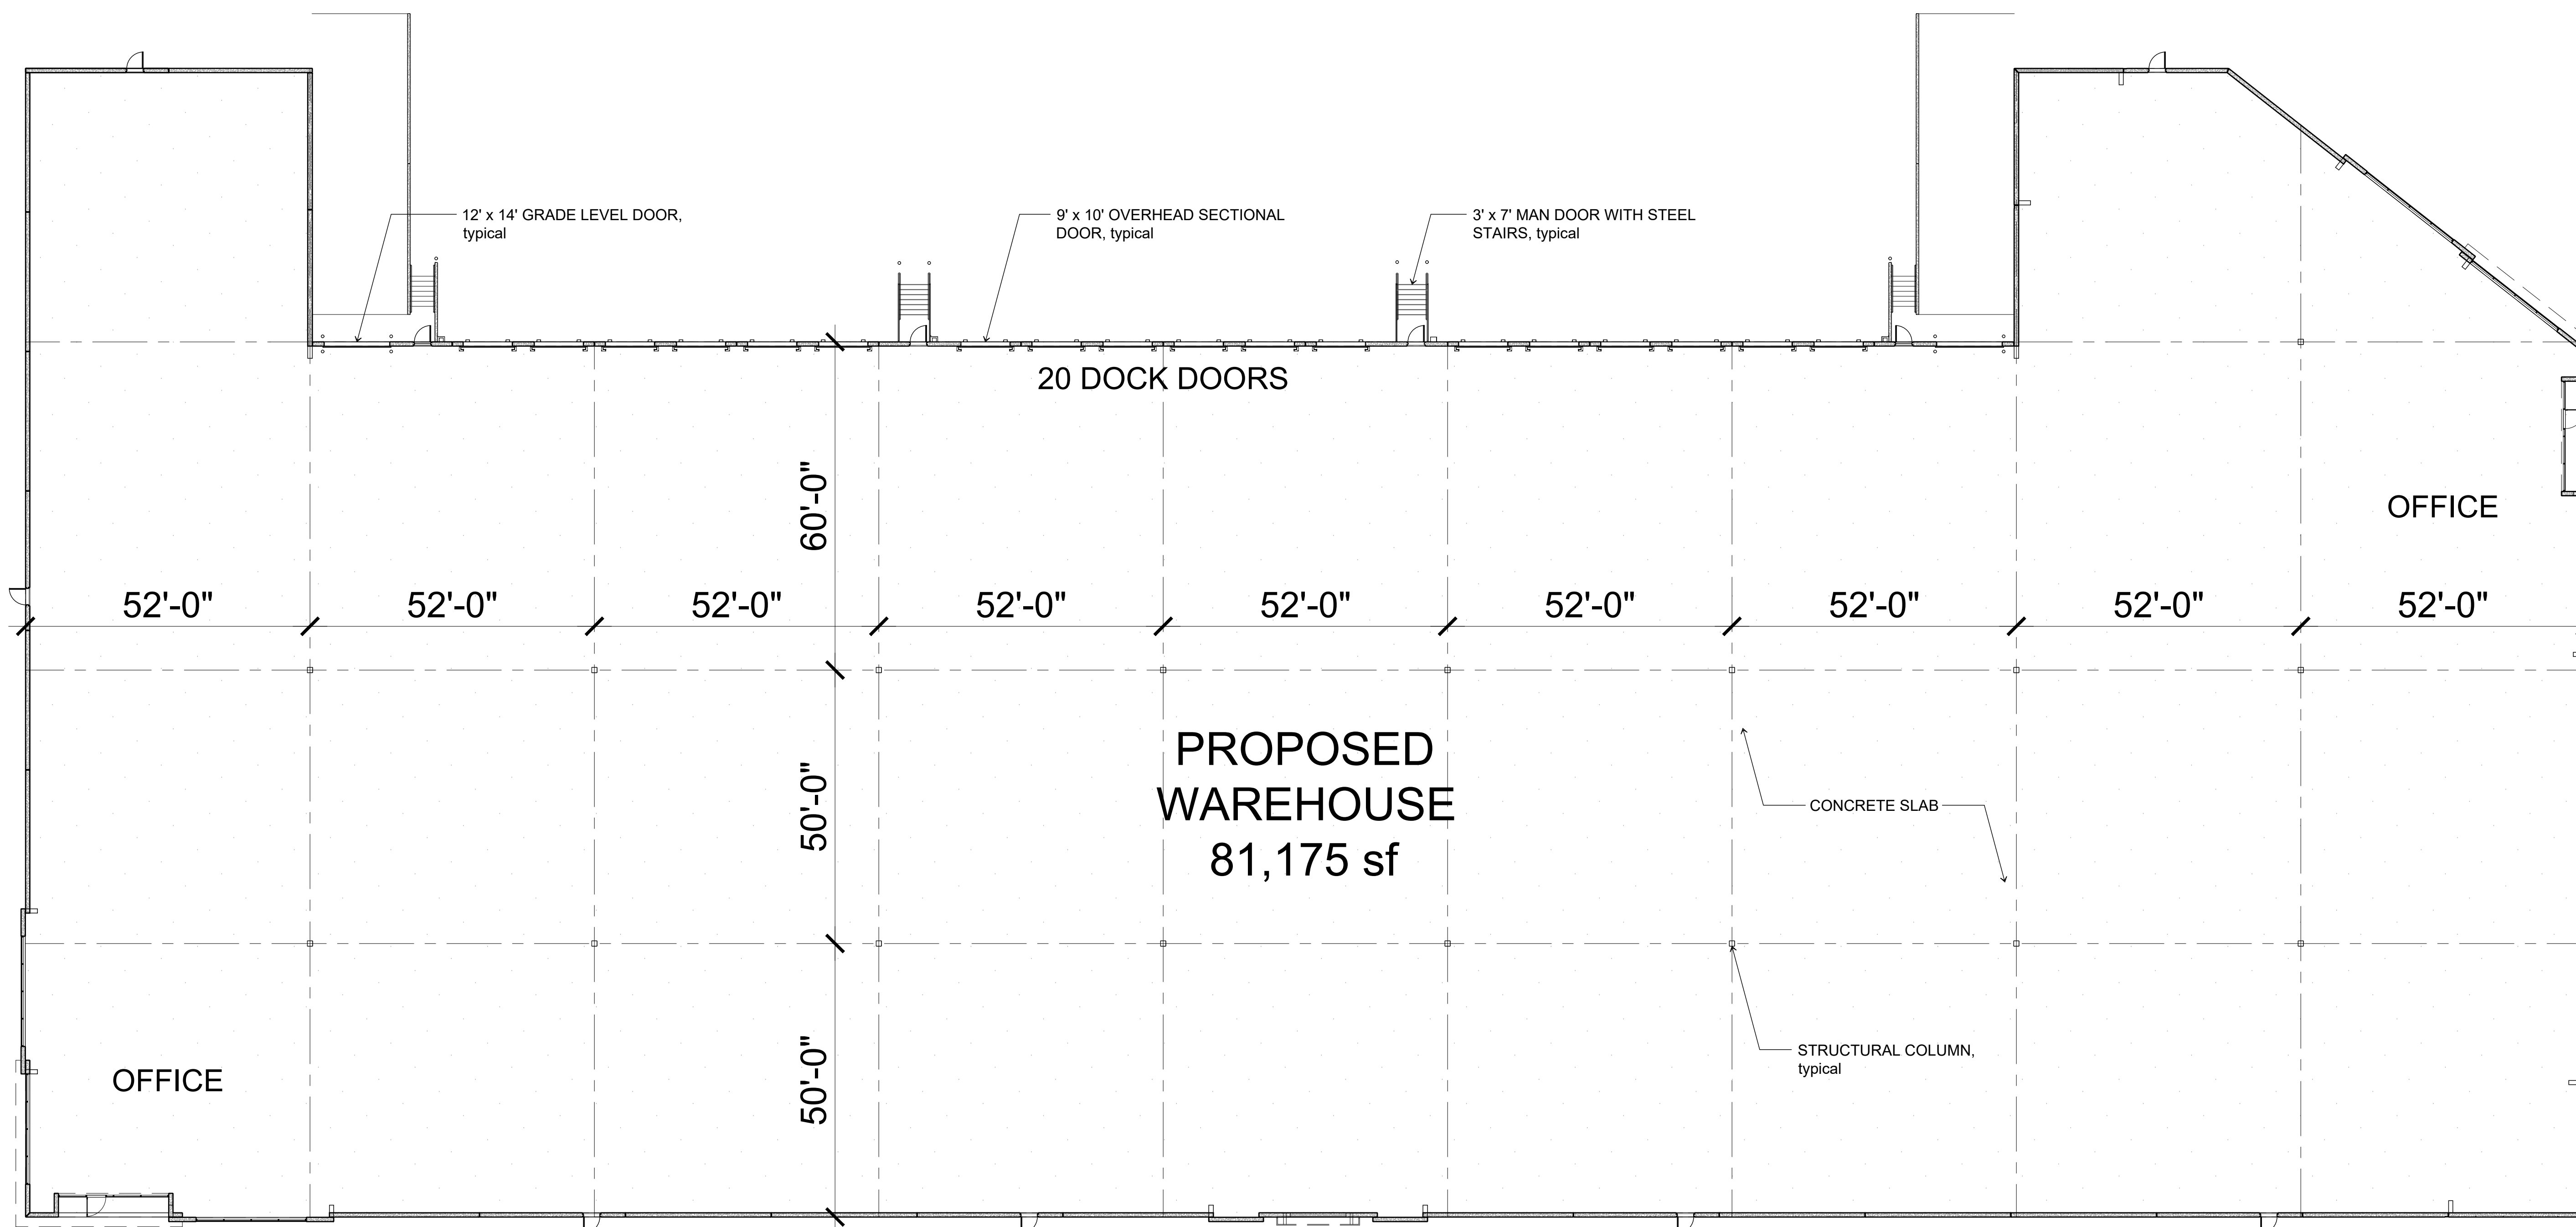 12' x 14' GRADE LEVEL DOOR,
typical
9' x 10' OVERHEAD SECTIONAL
DOOR, typical
3' x 7' MAN DOOR WITH STEEL
STAIRS, typical
20 DOCK DOORS
60'-0"
OFFICE
52'-0"
52'-0"
52'-0"
52'-0"
52'-0"
52'-0"
52'-0"
52'-0"
52'-0"
50'-0"
PROPOSED
WAREHOUSE
81,175 sf
CONCRETE SLAB
50'-0"
STRUCTURAL COLUMN,
typical
OFFICE